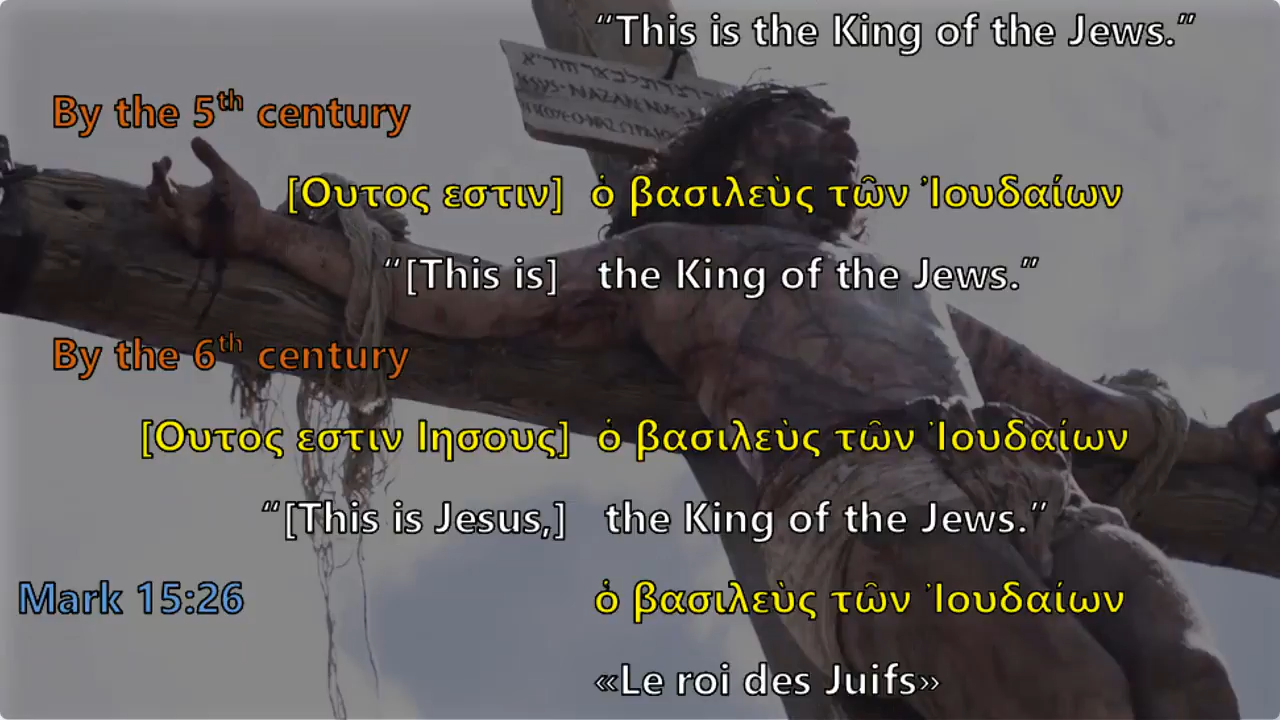 “This is the King of the Jews.”
By the 5th century
[Ουτος εστιν] ὁ βασιλεὺς τῶν Ἰουδαίων
“[This is] the King of the Jews.”
By the 6th century
[Ουτος εστιν Ιησους] ὁ βασιλεὺς τῶν Ἰουδαίων
“[This is Jesus,] the King of the Jews.”
Mark 15:26 ὁ βασιλεὺς τῶν Ἰουδαίων
«Le roi des Juifs»